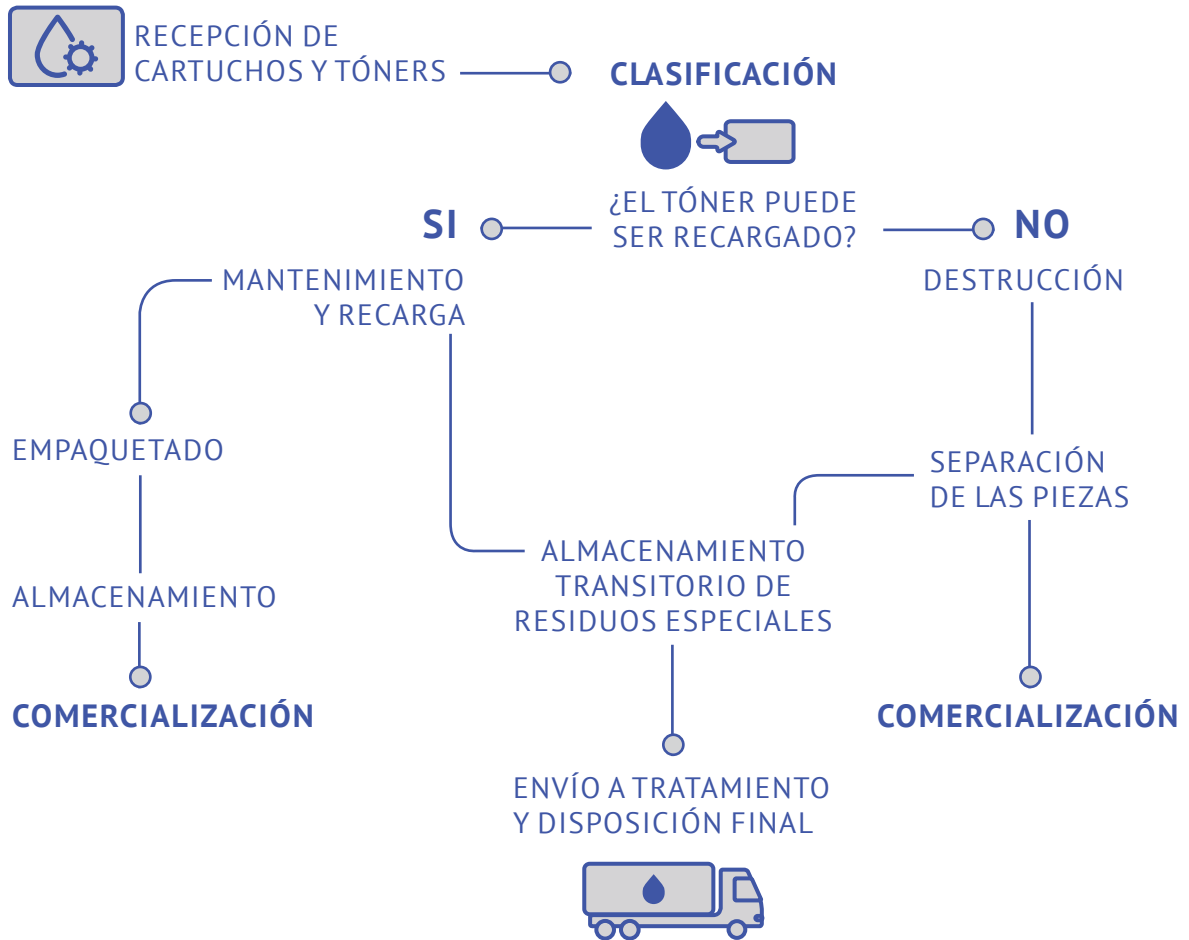 RECEPCIÓN DE
CARTUCHOS Y TÓNERS
CLASIFICACIÓN
¿EL TÓNER PUEDE
SER RECARGADO?
SI
NO
MANTENIMIENTO
Y RECARGA
DESTRUCCIÓN
EMPAQUETADO
SEPARACIÓN
DE LAS PIEZAS
ALMACENAMIENTO
TRANSITORIO DE
RESIDUOS ESPECIALES
ALMACENAMIENTO
COMERCIALIZACIÓN
COMERCIALIZACIÓN
ENVÍO A TRATAMIENTO
Y DISPOSICIÓN FINAL